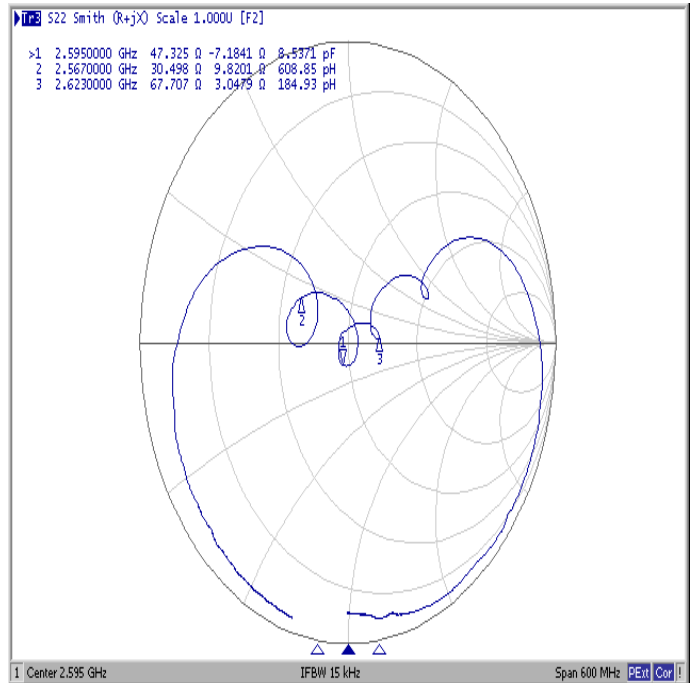 Tr3 S22 Smith (R+jX) Scale 1.000U [F2]
>1 2.5950000 GHz 47.325 Ω -7.1841 Ω 8.5371 pF
2 2.5670000 GHz 30.498 Ω 9.8201 Ω 608.85 pH
3 2.6230000 GHz 67.707 Ω 3.0479 Ω 184.93 pH
2
1
3
1 Center 2.595 GHz IFBW 15 kHz Span 600 MHz PExt Cor !